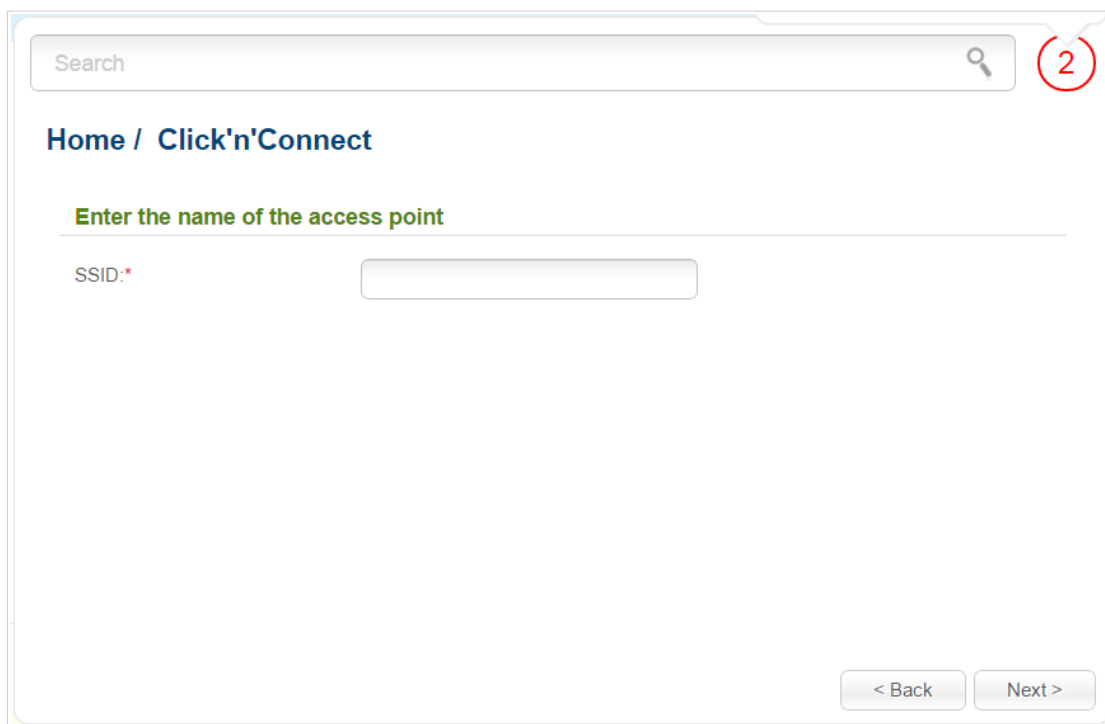 Search
2
Home / Click'n'Connect
Enter the name of the access point
SSID:*
< Back
Next >